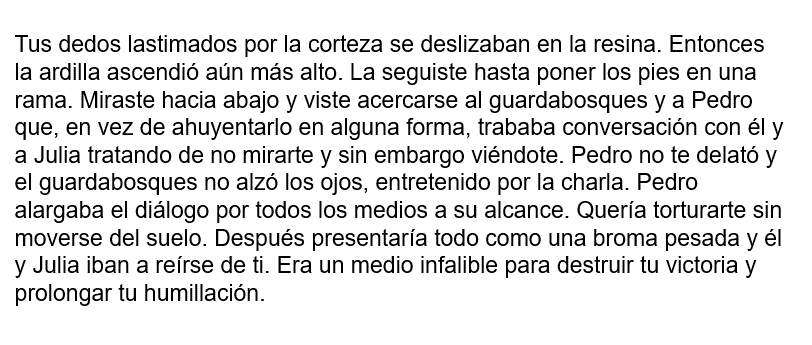 Tus dedos lastimados por la corteza se deslizaban en la resina. Entonces
la ardilla ascendió aún más alto. La seguiste hasta poner los pies en una
rama. Miraste hacia abajo y viste acercarse al guardabosques y a Pedro
que, en vez de ahuyentarlo en alguna forma, trababa conversación con él y
a Julia tratando de no mirarte y sin embargo viéndote. Pedro no te delató y
el guardabosques no alzó los ojos, entretenido por la charla. Pedro
alargaba el diálogo por todos los medios a su alcance. Quería torturarte sin
moverse del suelo. Después presentaría todo como una broma pesada y él
y Julia iban a reírse de ti. Era un medio infalible para destruir tu victoria y
prolongar tu humillación.